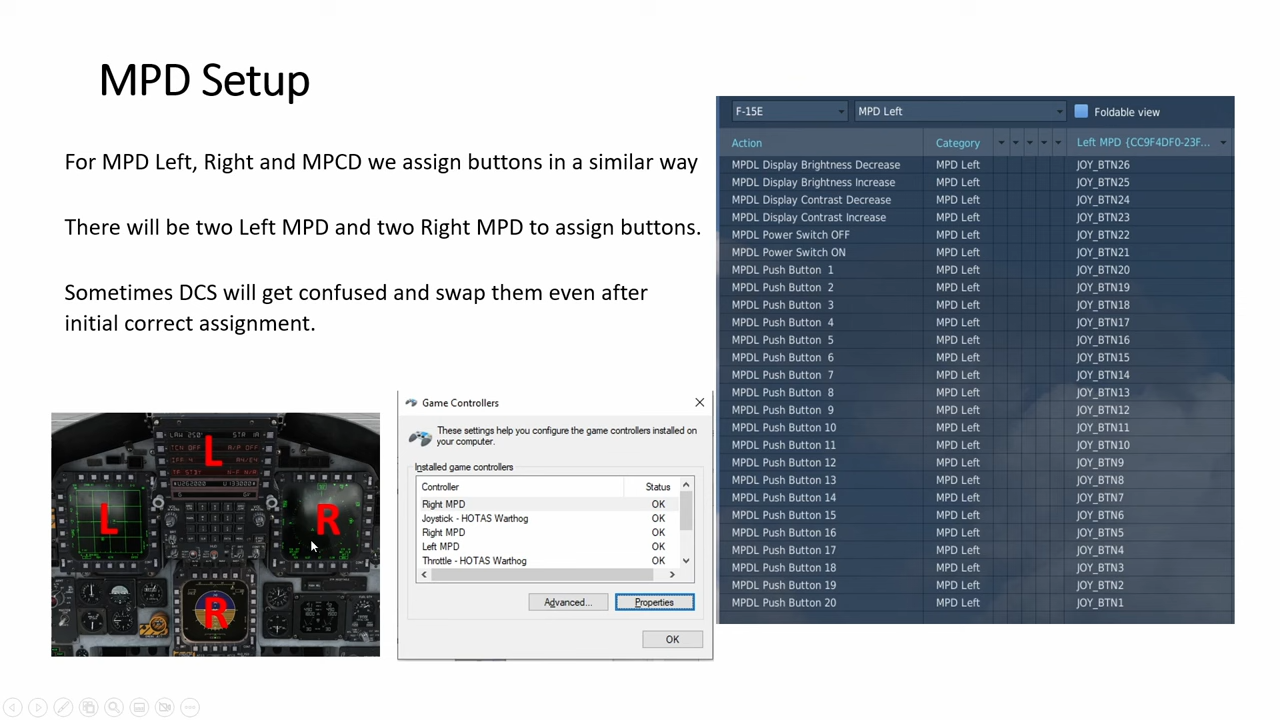 MPD Setup
For MPD Left, Right and MPCD we assign buttons in a similar way
There will be two Left MPD and two Right MPD to assign buttons.
Sometimes DCS will get confused and swap them even after
initial correct assignment.
L
L
R
R
Game Controllers
These settings help you configure the game controllers installed on
your computer.
Installed game controllers
Controller Status
Right MPD OK
Joystick - HOTAS Warthog OK
Right MPD OK
Left MPD OK
Throttle - HOTAS Warthog OK
Advanced... Properties
OK
F-15E MPD Left Foldable view
Action Category Left MPD {CC9F4DF0-23F...
MPDL Display Brightness Decrease MPD Left JOY_BTN26
MPDL Display Brightness Increase MPD Left JOY_BTN25
MPDL Display Contrast Decrease MPD Left JOY_BTN24
MPDL Display Contrast Increase MPD Left JOY_BTN23
MPDL Power Switch OFF MPD Left JOY_BTN22
MPDL Power Switch ON MPD Left JOY_BTN21
MPDL Push Button 1 MPD Left JOY_BTN20
MPDL Push Button 2 MPD Left JOY_BTN19
MPDL Push Button 3 MPD Left JOY_BTN18
MPDL Push Button 4 MPD Left JOY_BTN17
MPDL Push Button 5 MPD Left JOY_BTN16
MPDL Push Button 6 MPD Left JOY_BTN15
MPDL Push Button 7 MPD Left JOY_BTN14
MPDL Push Button 8 MPD Left JOY_BTN13
MPDL Push Button 9 MPD Left JOY_BTN12
MPDL Push Button 10 MPD Left JOY_BTN11
MPDL Push Button 11 MPD Left JOY_BTN10
MPDL Push Button 12 MPD Left JOY_BTN9
MPDL Push Button 13 MPD Left JOY_BTN8
MPDL Push Button 14 MPD Left JOY_BTN7
MPDL Push Button 15 MPD Left JOY_BTN6
MPDL Push Button 16 MPD Left JOY_BTN5
MPDL Push Button 17 MPD Left JOY_BTN4
MPDL Push Button 18 MPD Left JOY_BTN3
MPDL Push Button 19 MPD Left JOY_BTN2
MPDL Push Button 20 MPD Left JOY_BTN1